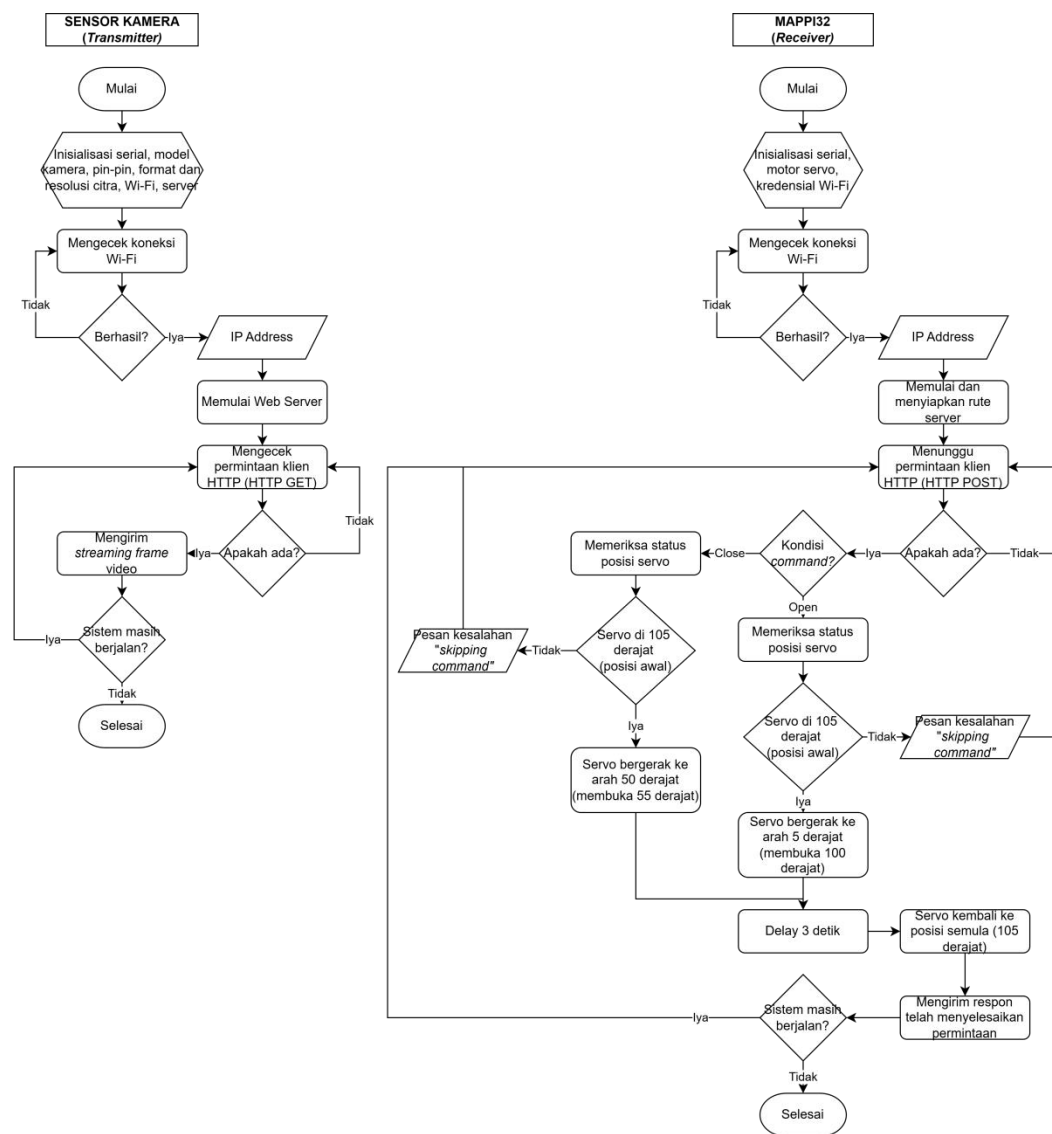 SENSOR KAMERA
(Transmitter)
Mulai
Inisialisasi serial, model
kamera, pin-pin, format dan
resolusi citra, Wi-Fi, server
Mengecek koneksi
Wi-Fi
Tidak
Berhasil?
Iya
IP Address
Memulai Web Server
Mengecek
permintaan klien
HTTP (HTTP GET)
Tidak
Apakah ada?
Iya
Mengirim
streaming frame
video
Sistem masih
berjalan?
Iya
Tidak
Selesai
MAPPI32
(Receiver)
Mulai
Inisialisasi serial,
motor servo,
kredensial Wi-Fi
Mengecek koneksi
Wi-Fi
Tidak
Berhasil?
Iya
IP Address
Memulai dan
menyiapkan rute
server
Menunggu
permintaan klien
HTTP (HTTP POST)
Apakah ada?
Tidak
Iya
Kondisi
command?
Close
Memeriksa status
posisi servo
Servo di 105
derajat
(posisi awal)
Tidak
Pesan kesalahan
"skipping
command"
Iya
Servo bergerak ke
arah 50 derajat
(membuka 55 derajat)
Open
Memeriksa status
posisi servo
Servo di 105
derajat
(posisi awal)
Tidak
Pesan kesalahan
"skipping
command"
Iya
Servo bergerak ke
arah 5 derajat
(membuka 100
derajat)
Delay 3 detik
Servo kembali ke
posisi semula (105
derajat)
Mengirim respon
telah menyelesaikan
permintaan
Sistem masih
berjalan?
Iya
Tidak
Selesai